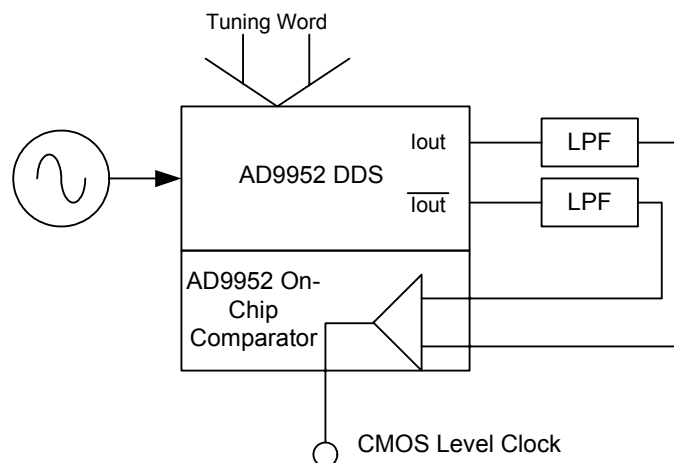 Tuning Word
Iout
LPF
AD9952 DDS
Iout
LPF
AD9952 On-
Chip
Comparator
CMOS Level Clock